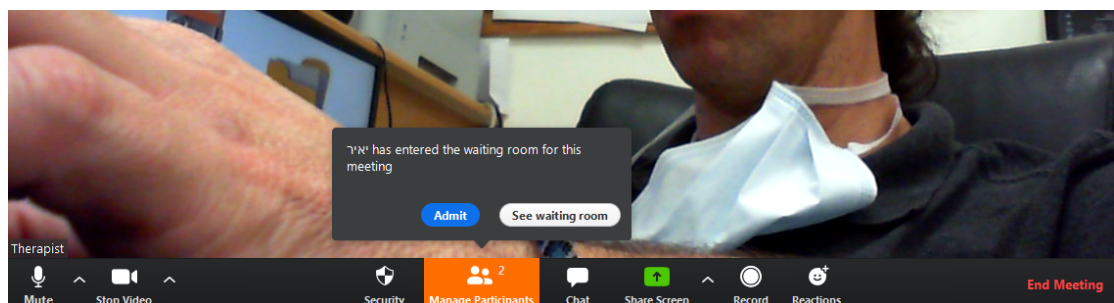 יאיר has entered the waiting room for this
meeting
Admit
See waiting room
Therapist
2
Mute
Stop Video
Security
Manage Participants
Chat
Share Screen
Record
Reactions
End Meeting